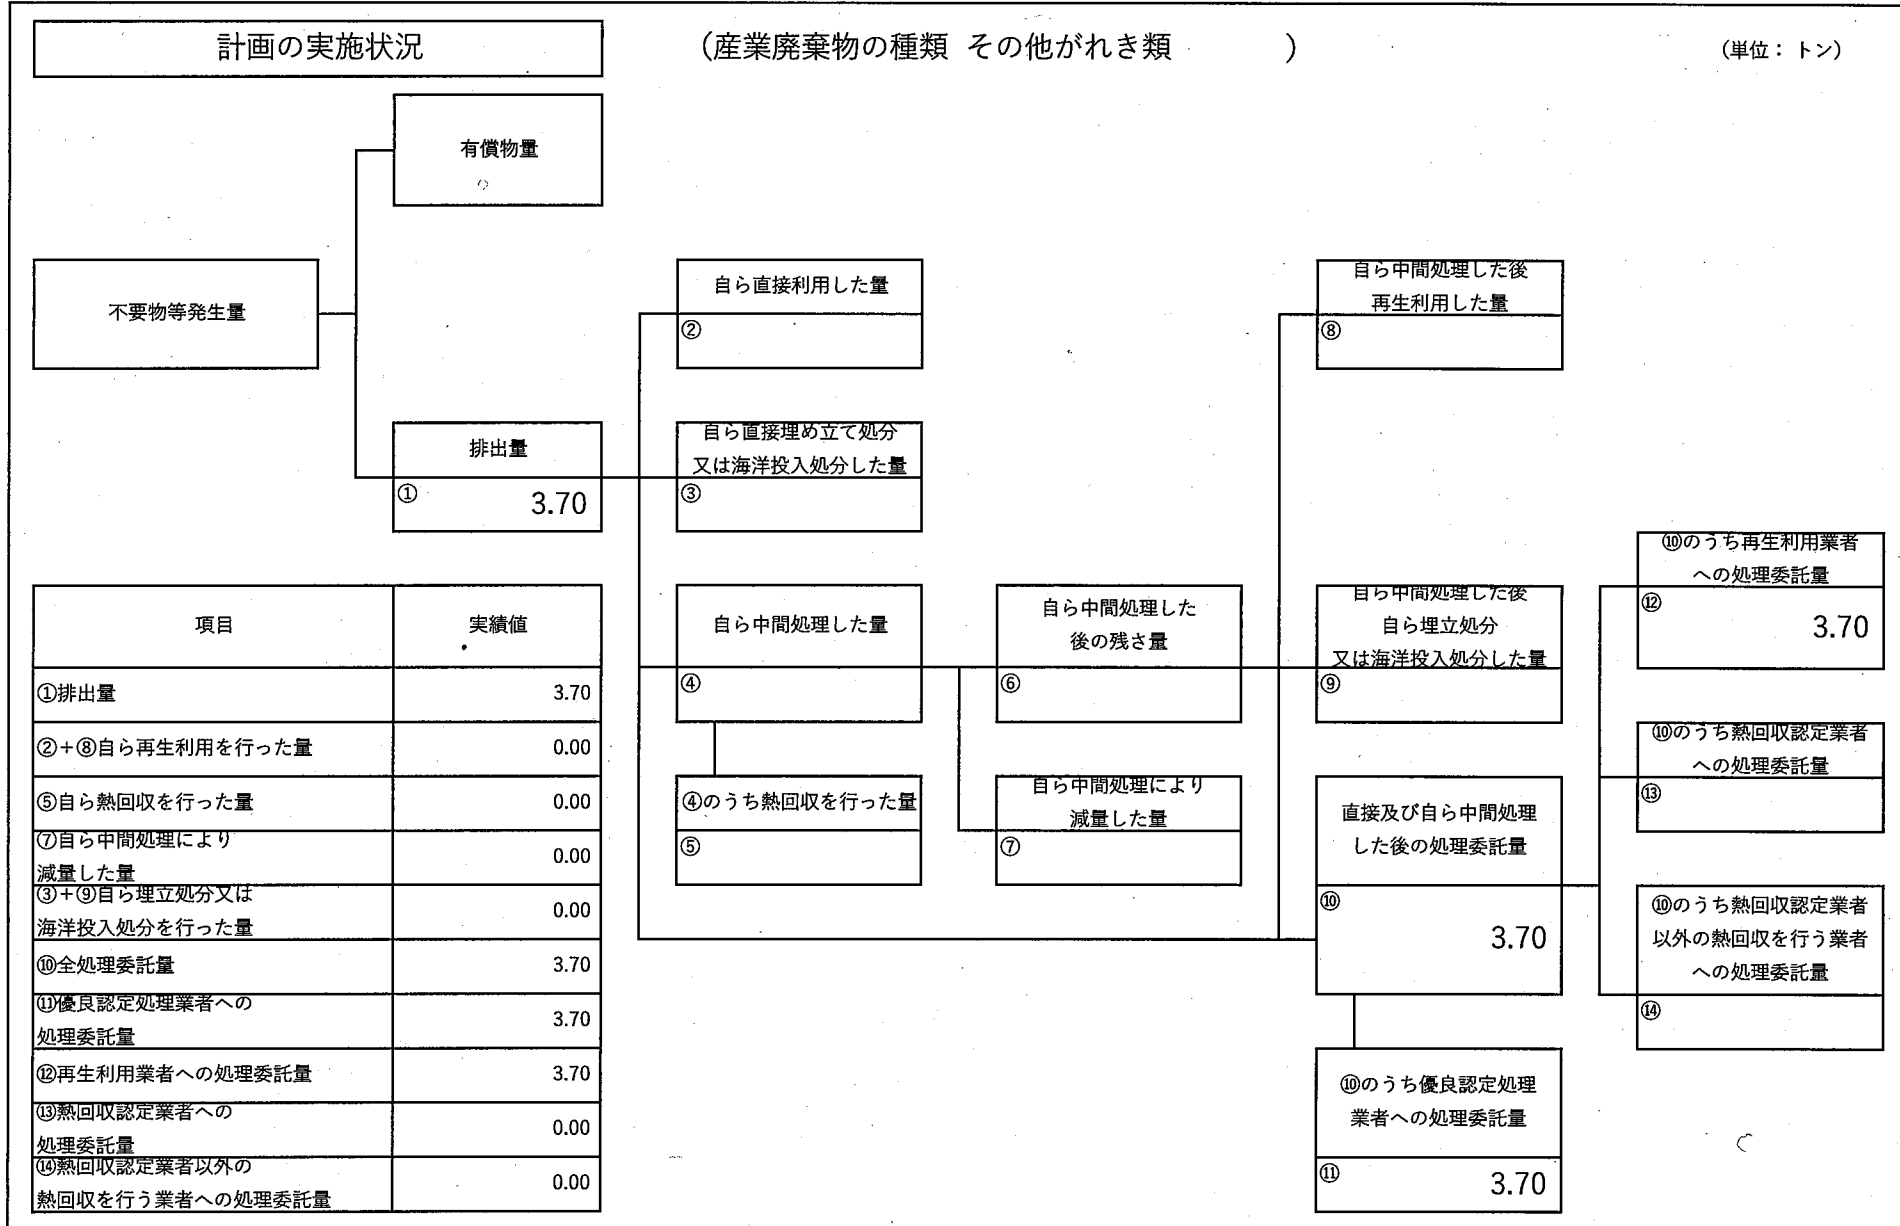 計画の実施状況
（産業廃棄物の種類 その他がれき類　　　　）
（単位： トン）
有償物量
不要物等発生量
排出量
①
3.70
自ら直接利用した量
②
自ら直接埋め立て処分
又は海洋投入処分した量
③
自ら中間処理した量
④
④のうち熱回収を行った量
⑤
自ら中間処理した
後の残さ量
⑥
自ら中間処理により
減量した量
⑦
自ら中間処理した後
再生利用した量
⑧
自ら中間処理した後
自ら埋立処分
又は海洋投入処分した量
⑨
直接及び自ら中間処理
した後の処理委託量
⑩
3.70
⑩のうち優良認定処理
業者への処理委託量
⑪
3.70
⑩のうち再生利用業者
への処理委託量
⑫
3.70
⑩のうち熱回収認定業者
への処理委託量
⑬
⑩のうち熱回収認定業者
以外の熱回収を行う業者
への処理委託量
⑭
項目 実績値
①排出量 3.70
②＋⑧自ら再生利用を行った量 0.00
⑤自ら熱回収を行った量 0.00
⑦自ら中間処理により
減量した量 0.00
③＋⑨自ら埋立処分又は
海洋投入処分を行った量 0.00
⑩全処理委託量 3.70
⑪優良認定処理業者への
処理委託量 3.70
⑫再生利用業者への処理委託量 3.70
⑬熱回収認定業者への
処理委託量 0.00
⑭熱回収認定業者以外の
熱回収を行う業者への処理委託量 0.00